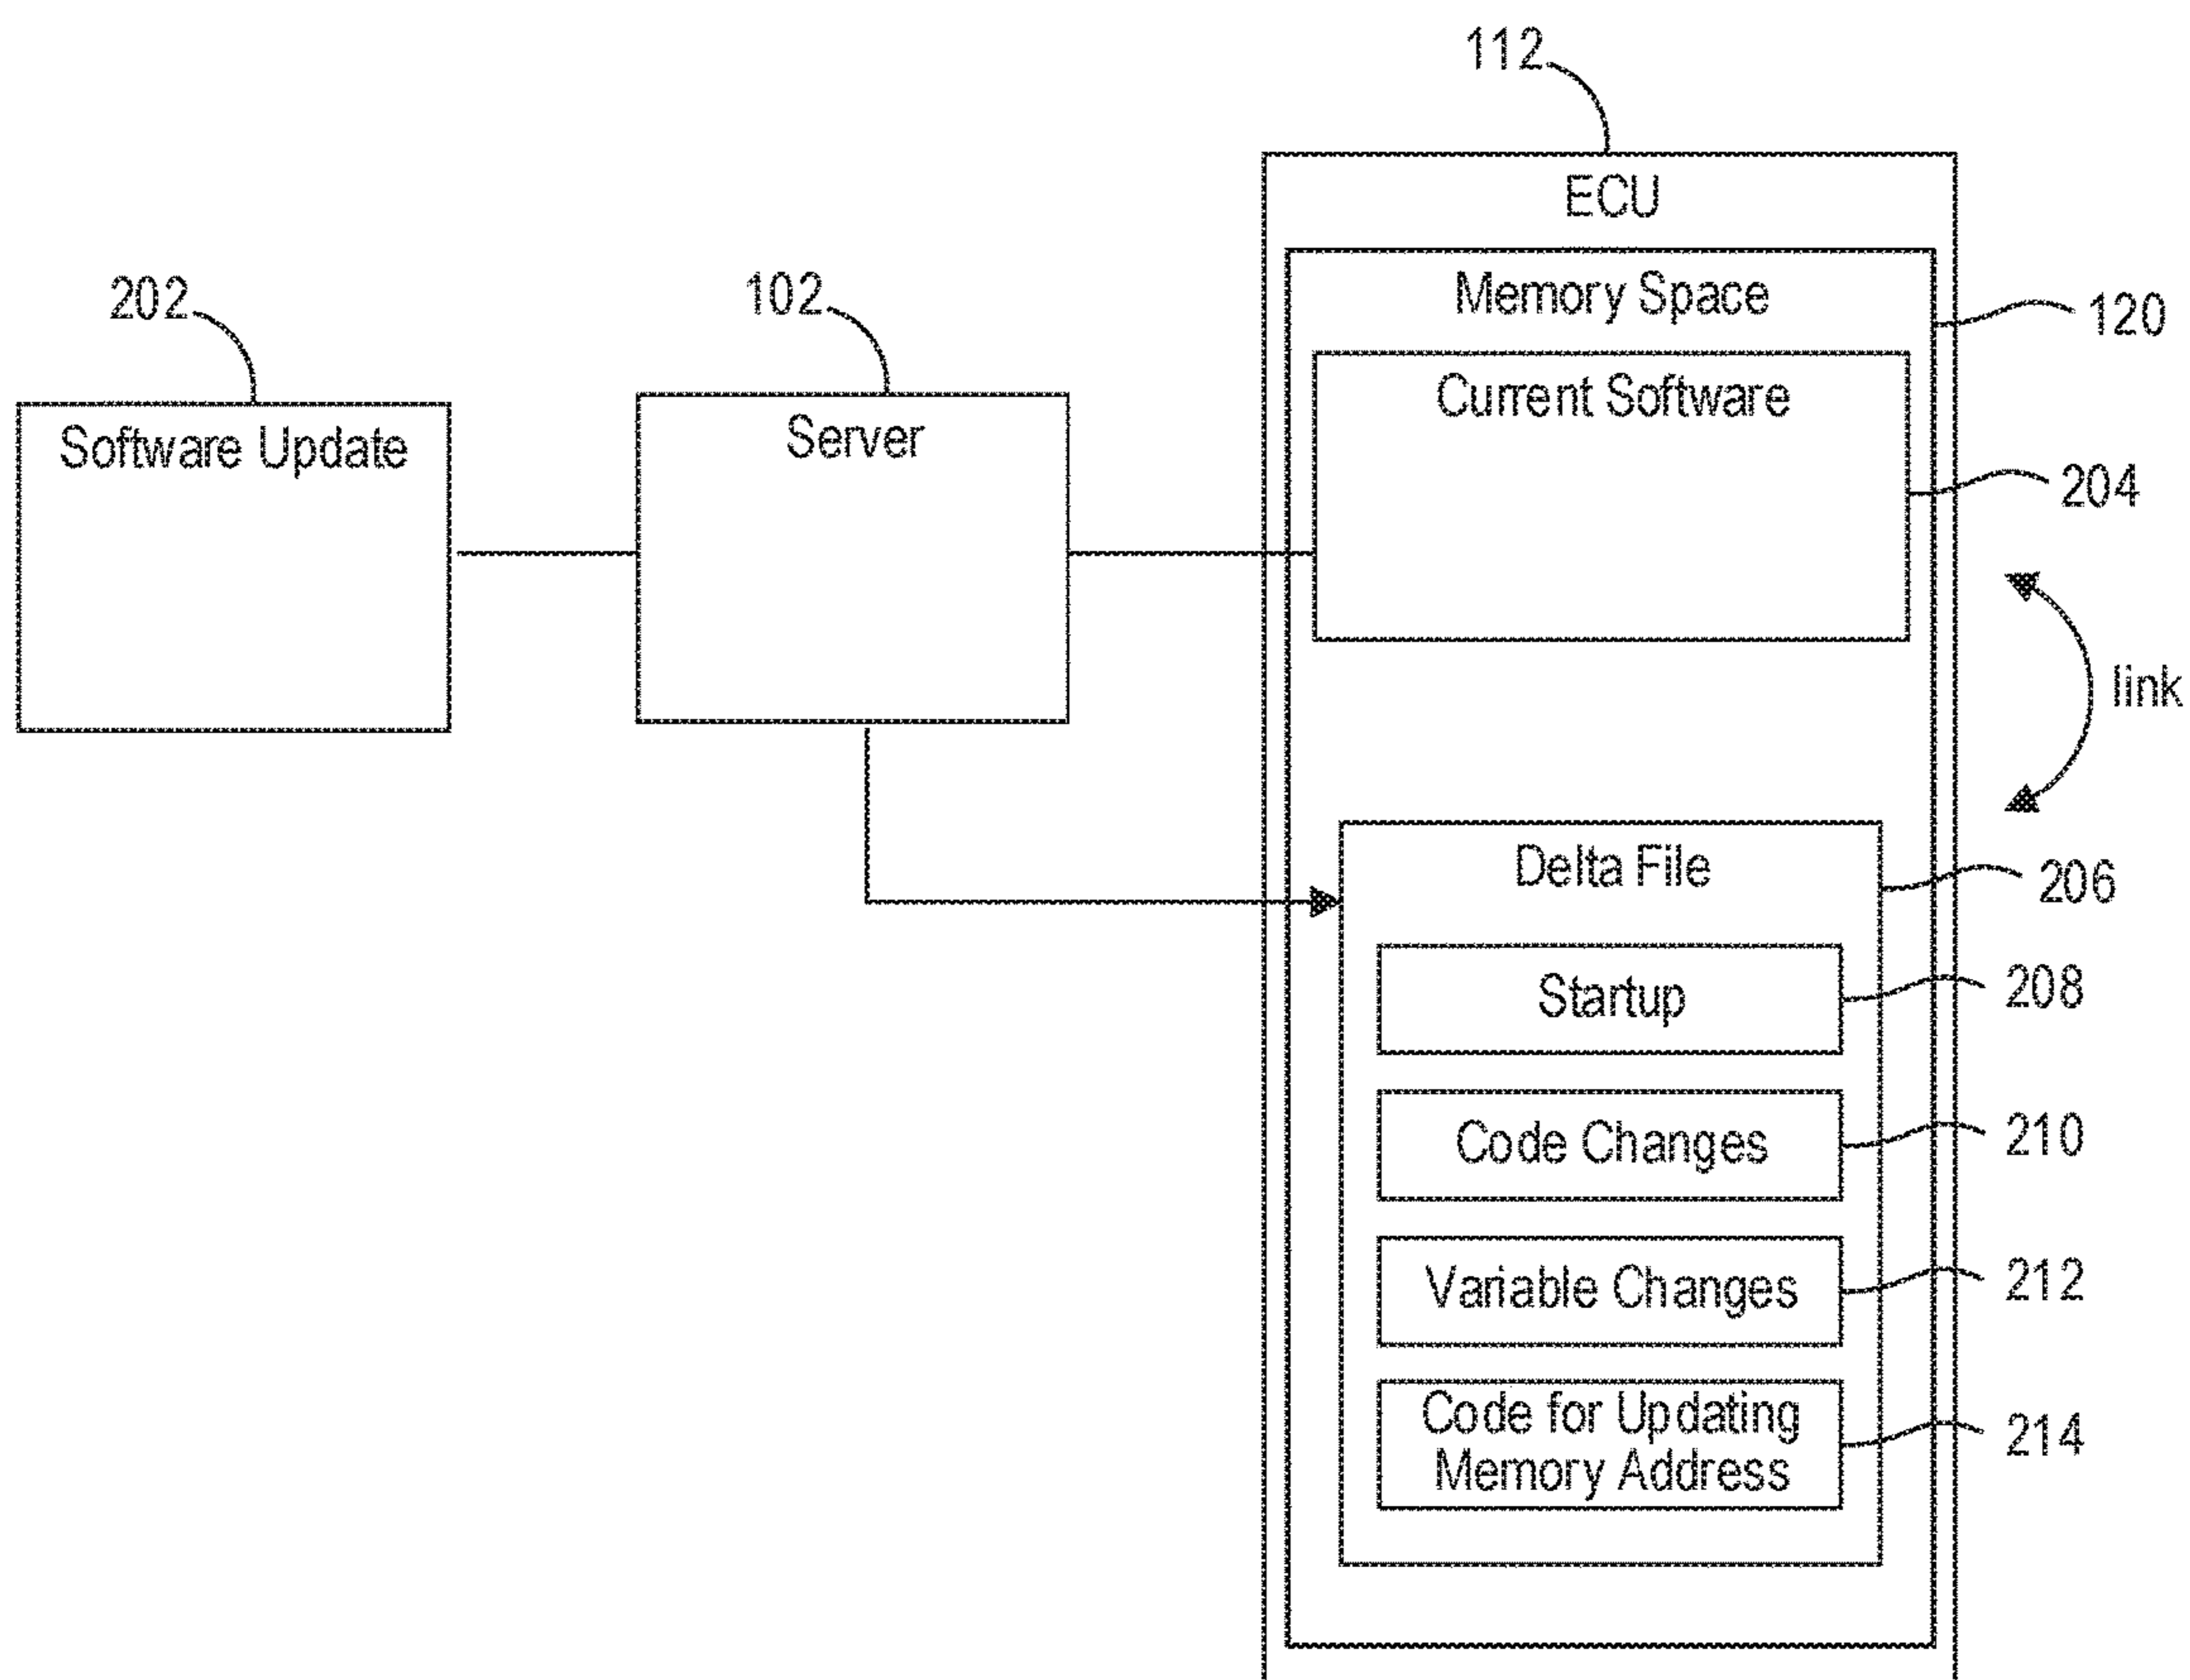 112
ECU
202
102
Memory Space
120
Software Update
Server
Current Software
204
link
Delta File
206
Startup
208
Code Changes
210
Variable Changes
212
Code for Updating
Memory Address
214